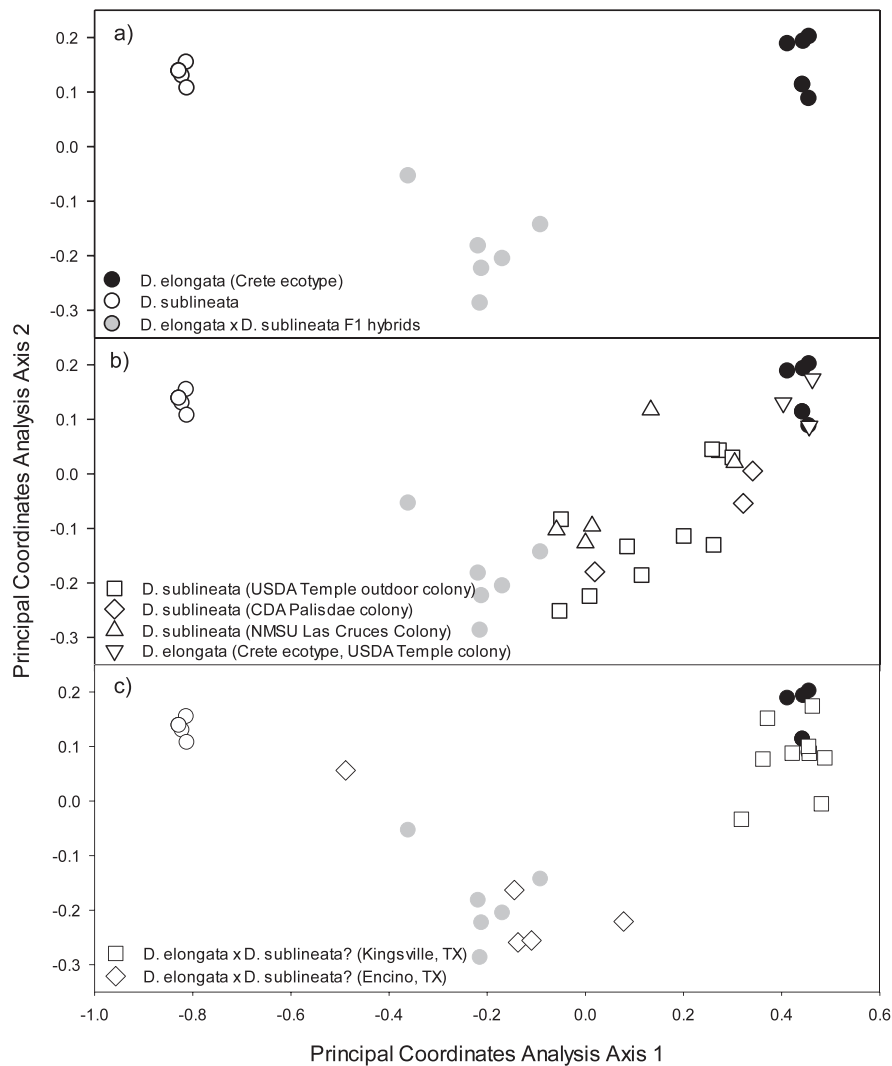 a)
0.2
0.1
0.0
-0.1
-0.2
-0.3
D. elongata (Crete ecotype)
D. sublineata
D. elongata x D. sublineata F1 hybrids
Principal Coordinates Analysis Axis 2
b)
0.2
0.1
0.0
-0.1
-0.2
-0.3
D. sublineata (USDA Temple outdoor colony)
D. sublineata (CDA Palisdae colony)
D. sublineata (NMSU Las Cruces Colony)
D. elongata (Crete ecotype, USDA Temple colony)
c)
0.2
0.1
0.0
-0.1
-0.2
-0.3
D. elongata x D. sublineata? (Kingsville, TX)
D. elongata x D. sublineata? (Encino, TX)
-1.0 -0.8 -0.6 -0.4 -0.2 0.0 0.2 0.4 0.6
Principal Coordinates Analysis Axis 1